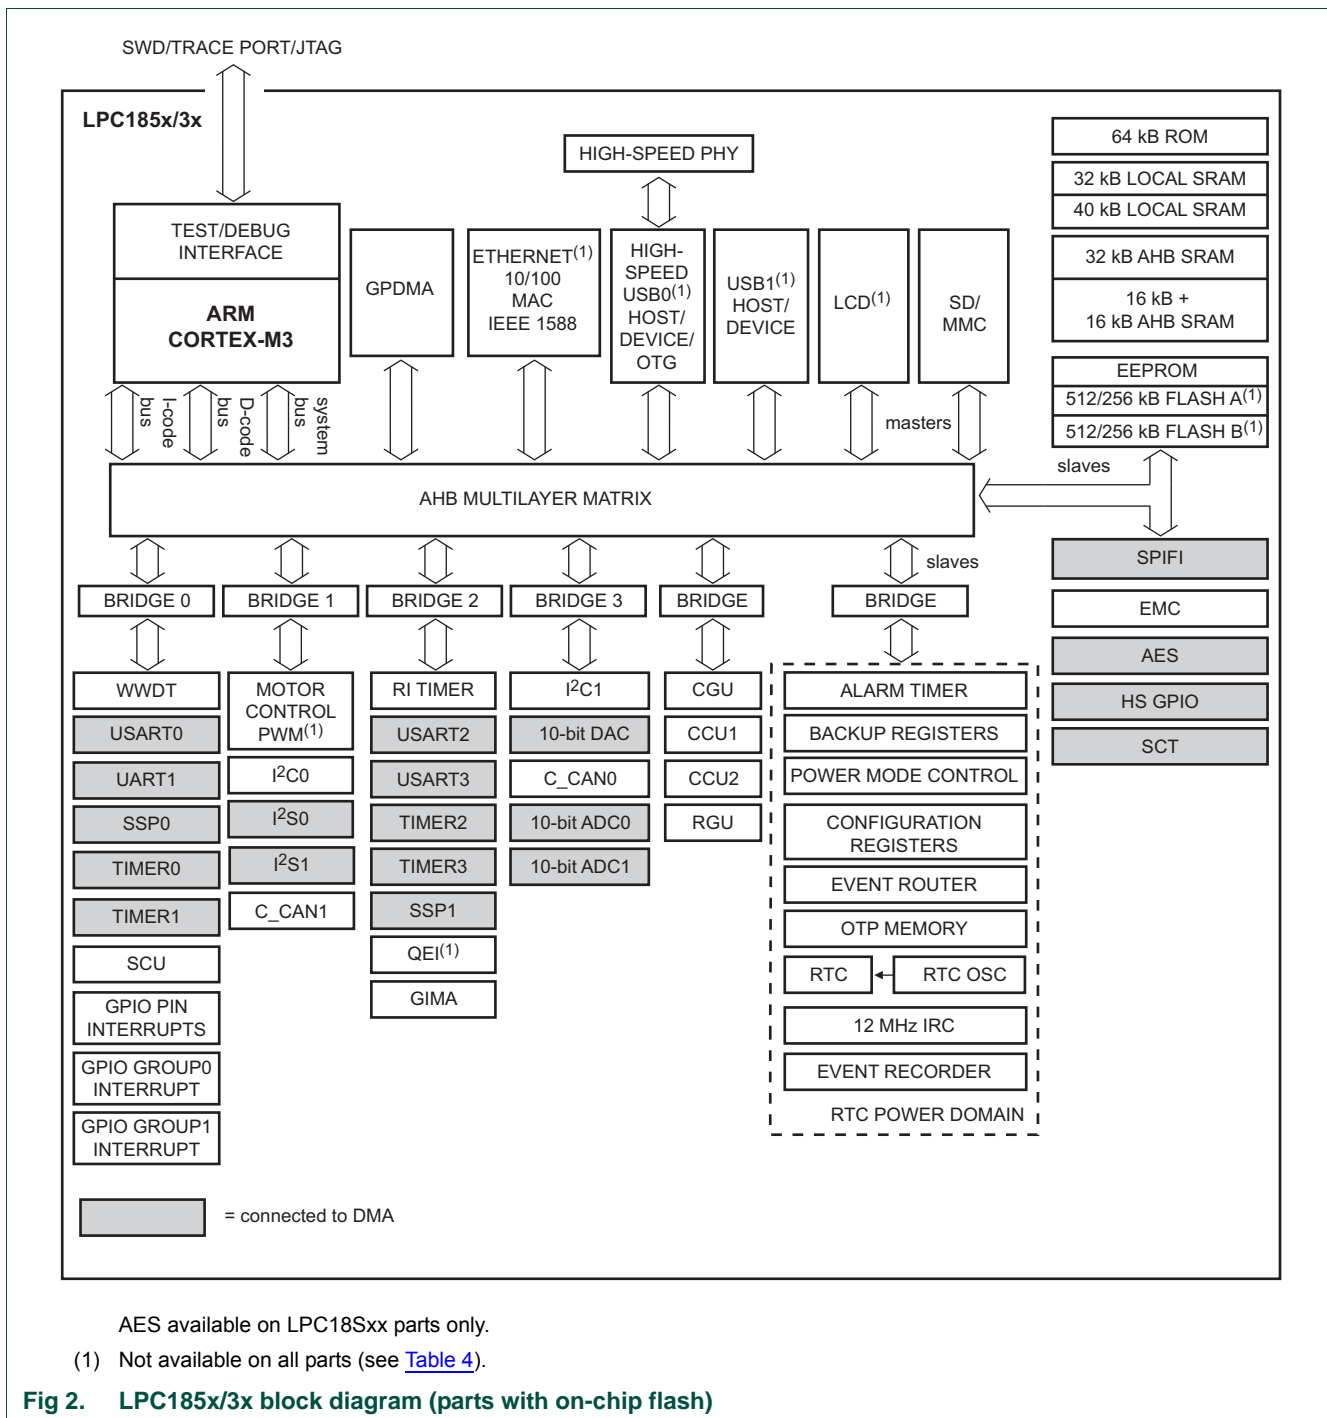 SWD/TRACE PORT/JTAG
LPC185x/3x
HIGH-SPEED PHY
TEST/DEBUG
INTERFACE
ARM
CORTEX-M3
GPDMA
ETHERNET(1)
10/100
MAC
IEEE 1588
HIGH-
SPEED
USB0(1)
HOST/
DEVICE/
OTG
USB1(1)
HOST/
DEVICE
LCD(1)
SD/
MMC
64 kB ROM
32 kB LOCAL SRAM
40 kB LOCAL SRAM
32 kB AHB SRAM
16 kB +
16 kB AHB SRAM
EEPROM
512/256 kB FLASH A(1)
512/256 kB FLASH B(1)
I-code
bus
D-code
bus
system
bus
masters
slaves
AHB MULTILAYER MATRIX
slaves
BRIDGE 0
BRIDGE 1
BRIDGE 2
BRIDGE 3
BRIDGE
BRIDGE
WWDT
USART0
UART1
SSP0
TIMER0
TIMER1
SCU
GPIO PIN
INTERRUPTS
GPIO GROUP0
INTERRUPT
GPIO GROUP1
INTERRUPT
MOTOR
CONTROL
PWM(1)
I2C0
I2S0
I2S1
C_CAN1
RI TIMER
USART2
USART3
TIMER2
TIMER3
SSP1
QEI(1)
GIMA
I2C1
10-bit DAC
C_CAN0
10-bit ADC0
10-bit ADC1
CGU
CCU1
CCU2
RGU
ALARM TIMER
BACKUP REGISTERS
POWER MODE CONTROL
CONFIGURATION
REGISTERS
EVENT ROUTER
OTP MEMORY
RTC
RTC OSC
12 MHz IRC
EVENT RECORDER
RTC POWER DOMAIN
SPIFI
EMC
AES
HS GPIO
SCT
= connected to DMA
AES available on LPC18Sxx parts only.
(1) Not available on all parts (see Table 4).
Fig 2. LPC185x/3x block diagram (parts with on-chip flash)